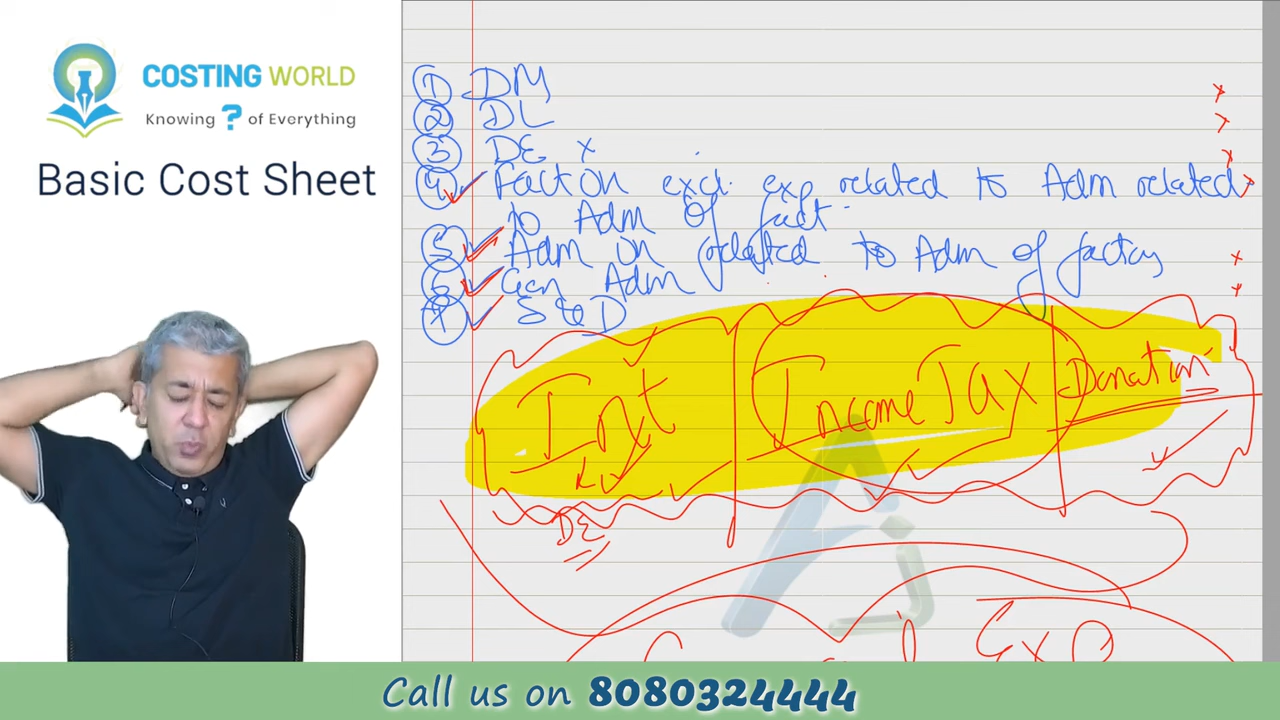 COSTING WORLD
Knowing ? of Everything
Basic Cost Sheet
① DM
② DL
③ DE x
④ Fact OH excl. exp related to Adm related
to Adm of fact
⑤ Adm OH related to Adm of factory
⑥ Gen Adm
⑦ S & D
Int Income Tax Donation
DE
Exp
Call us on 8080324444